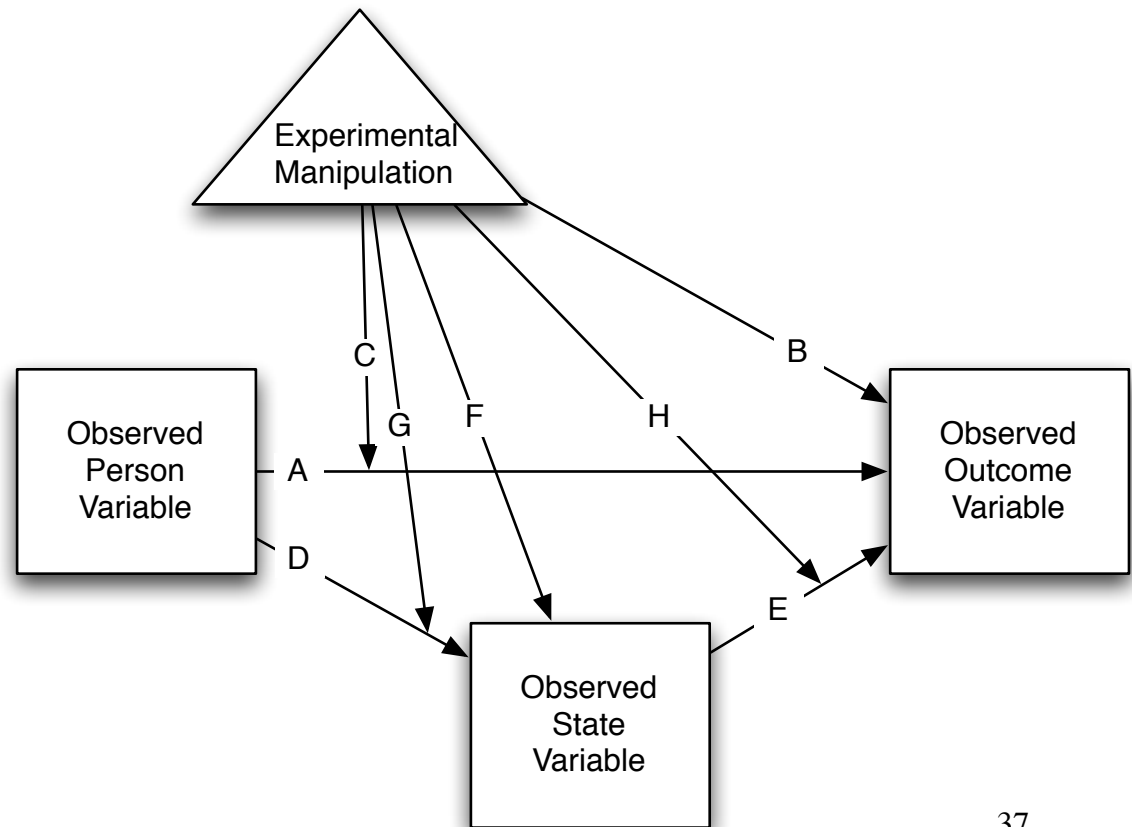 Experimental
Manipulation
C
G
F
H
B
Observed
Person
Variable
A
D
E
Observed
Outcome
Variable
Observed
State
Variable
37